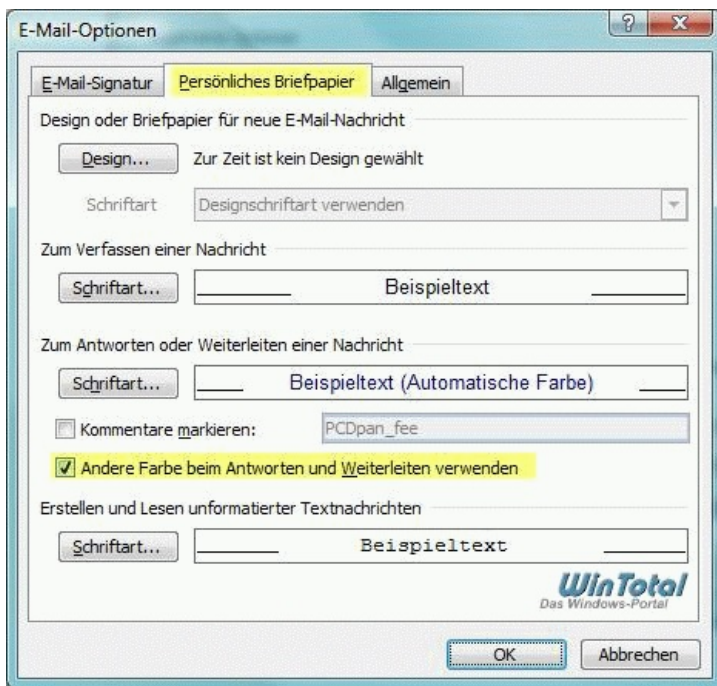 E-Mail-Optionen
E-Mail-Signatur Persönliches Briefpapier Allgemein
Design oder Briefpapier für neue E-Mail-Nachricht
Design... Zur Zeit ist kein Design gewählt
Schriftart Designschriftart verwenden
Zum Verfassen einer Nachricht
Schriftart... Beispieltext
Zum Antworten oder Weiterleiten einer Nachricht
Schriftart... Beispieltext (Automatische Farbe)
Kommentare markieren: PCDpan_fee
Andere Farbe beim Antworten und Weiterleiten verwenden
Erstellen und Lesen unformatierter Textnachrichten
Schriftart... Beispieltext
WinTotal
Das Windows-Portal
OK Abbrechen